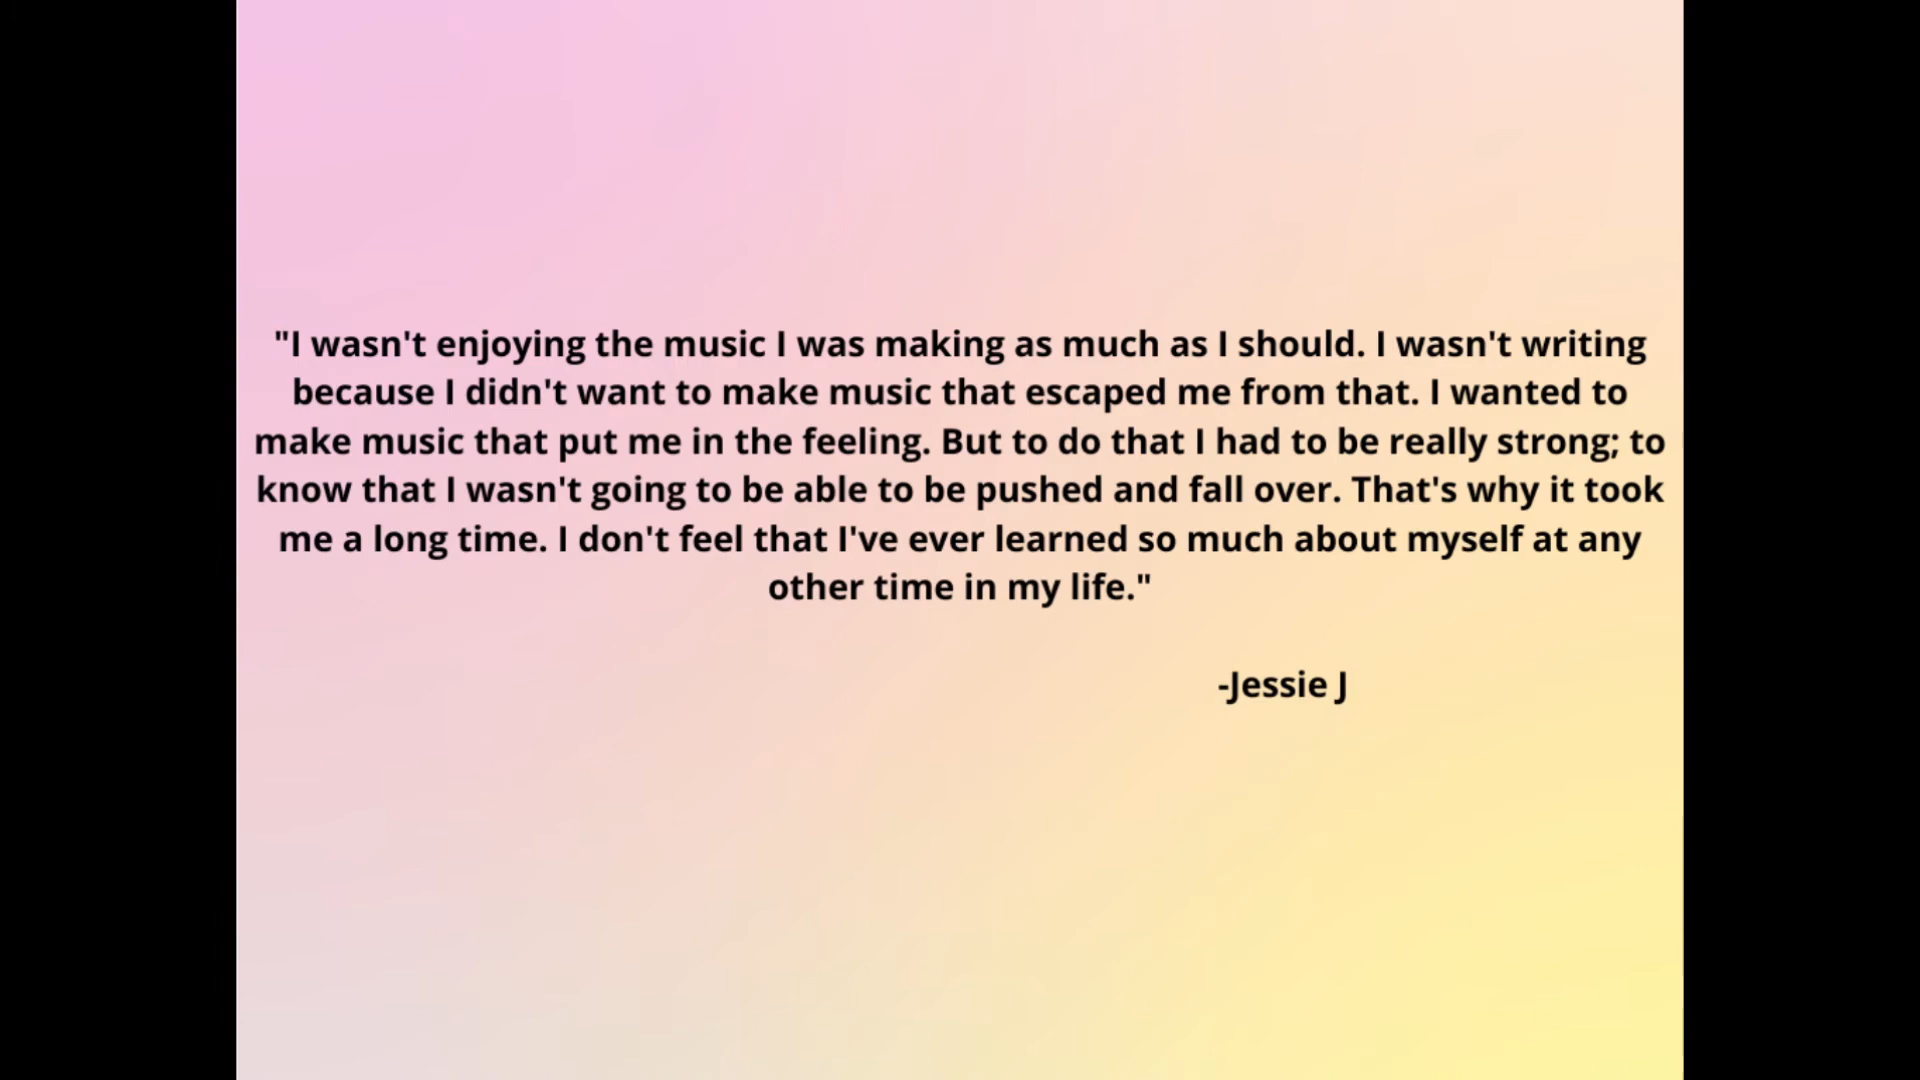 "I wasn't enjoying the music I was making as much as I should. I wasn't writing
because I didn't want to make music that escaped me from that. I wanted to
make music that put me in the feeling. But to do that I had to be really strong; to
know that I wasn't going to be able to be pushed and fall over. That's why it took
me a long time. I don't feel that I've ever learned so much about myself at any
other time in my life."
-Jessie J